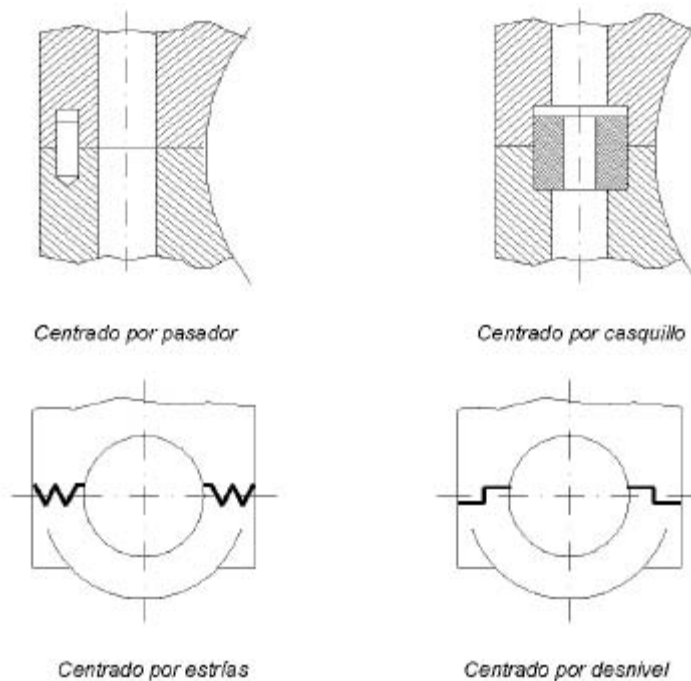 Centrado por pasador
Centrado por casquillo
Centrado por estrías
Centrado por desnivel